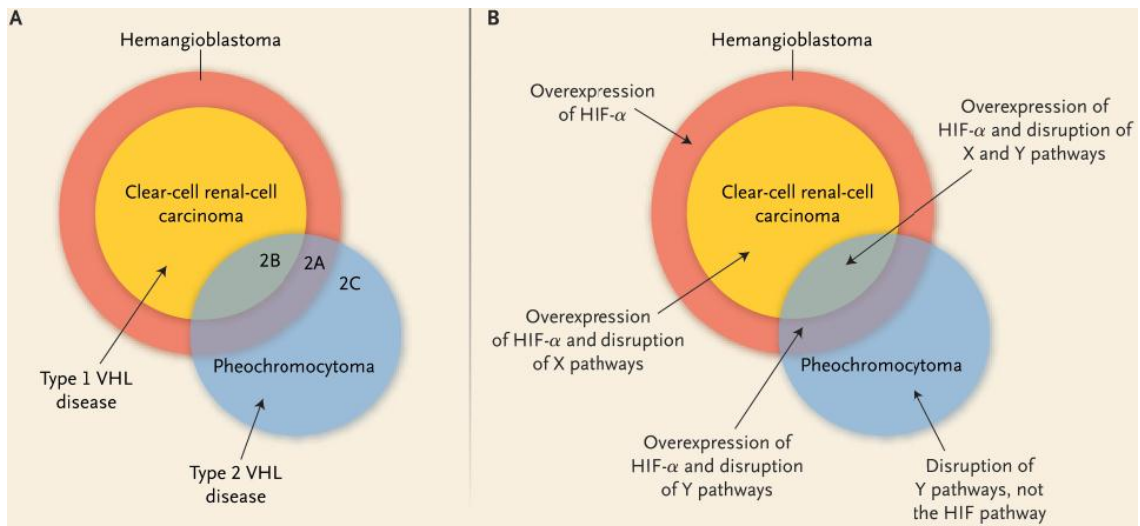 A
Hemangioblastoma
Clear-cell renal-cell
carcinoma
2B
2A
2C
Pheochromocytoma
Type 1 VHL
disease
Type 2 VHL
disease
B
Hemangioblastoma
Overexpression
of HIF-α
Overexpression of
HIF-α and disruption of
X and Y pathways
Clear-cell renal-cell
carcinoma
Overexpression
of HIF-α and disruption
of X pathways
Pheochromocytoma
Overexpression of
HIF-α and disruption
of Y pathways
Disruption of
Y pathways, not
the HIF pathway